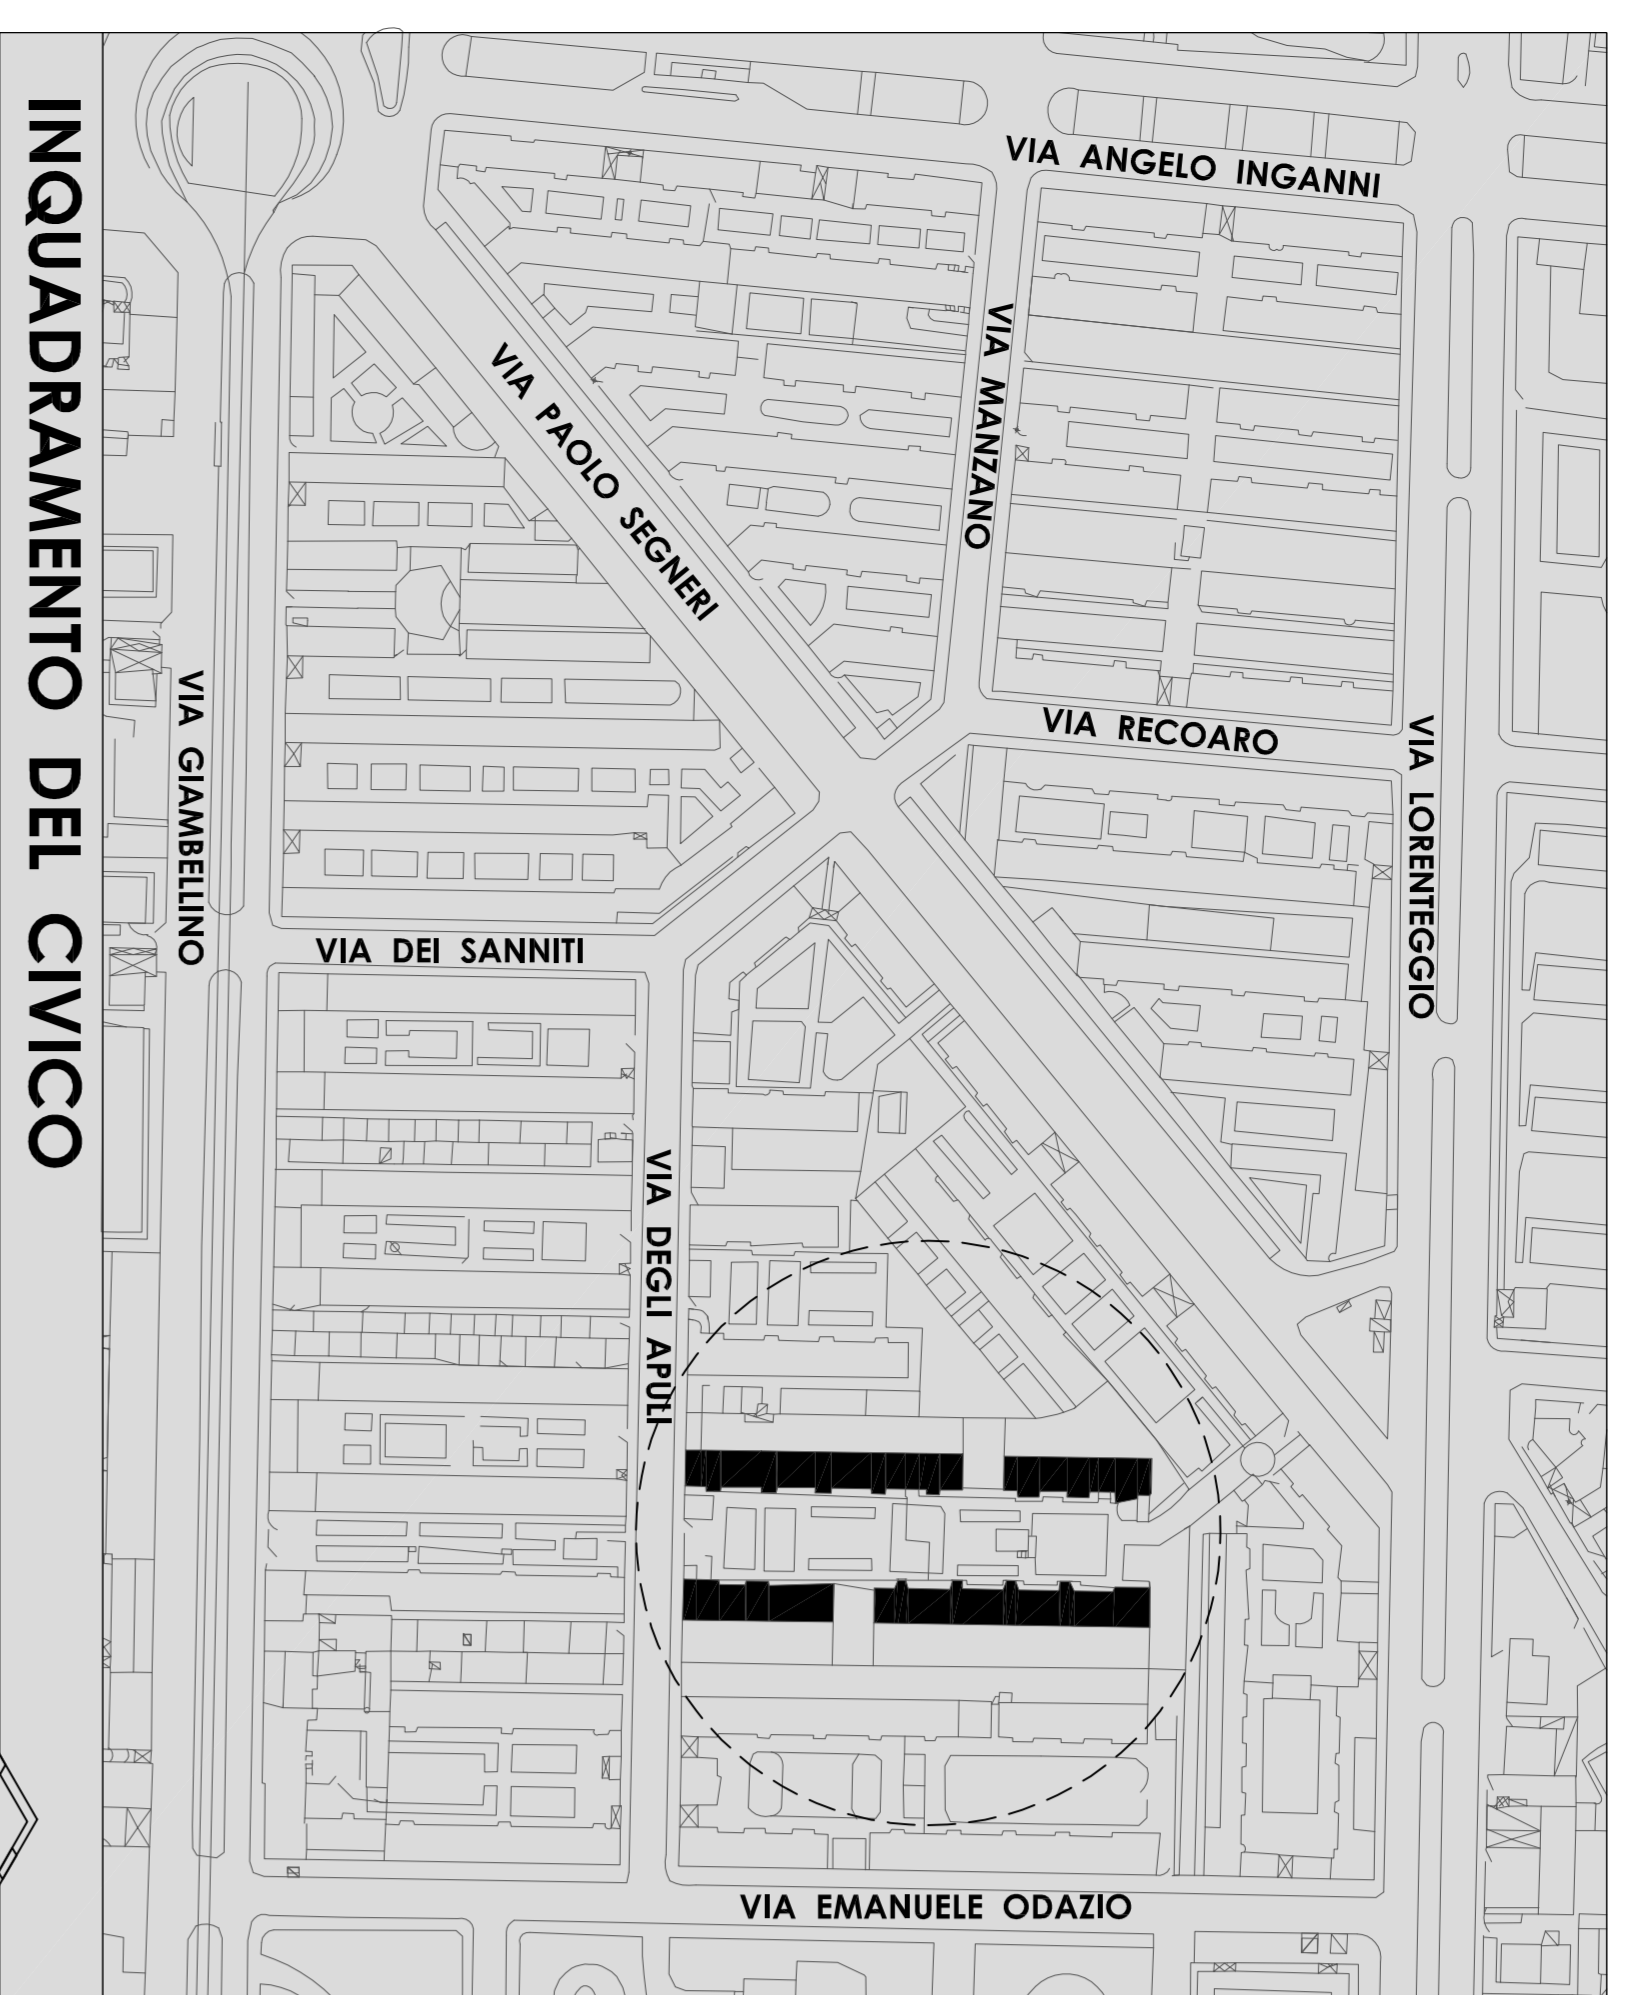 INQUADRAMENTO DEL CIVICO
VIA ANGELO INGANNI
VIA MANZANO
VIA PAOLO SEGNERI
VIA RECOARO
VIA LORENTEGGIO
VIA GIAMBELLINO
VIA DEI SANNITI
VIA DEGLI APULI
VIA EMANUELE ODAZIO